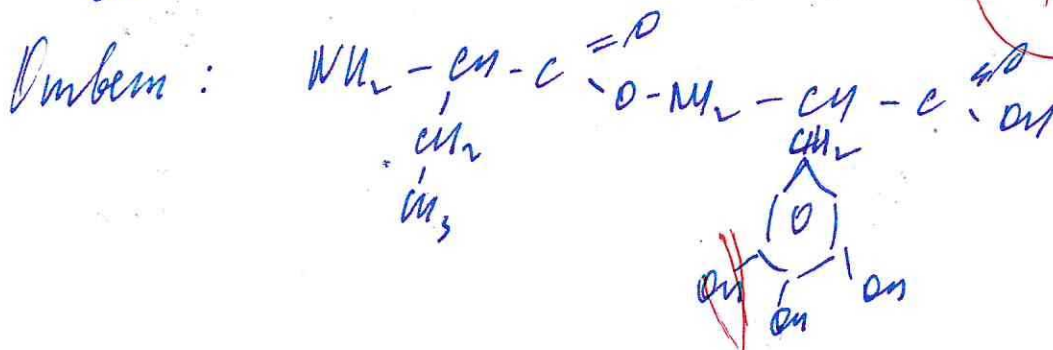 Ответ: NH₂ - CH - C =O
O-NH₂ - CH - C =O
OH
CH₂
CH₃
CH₂
O
OH
OH
OH